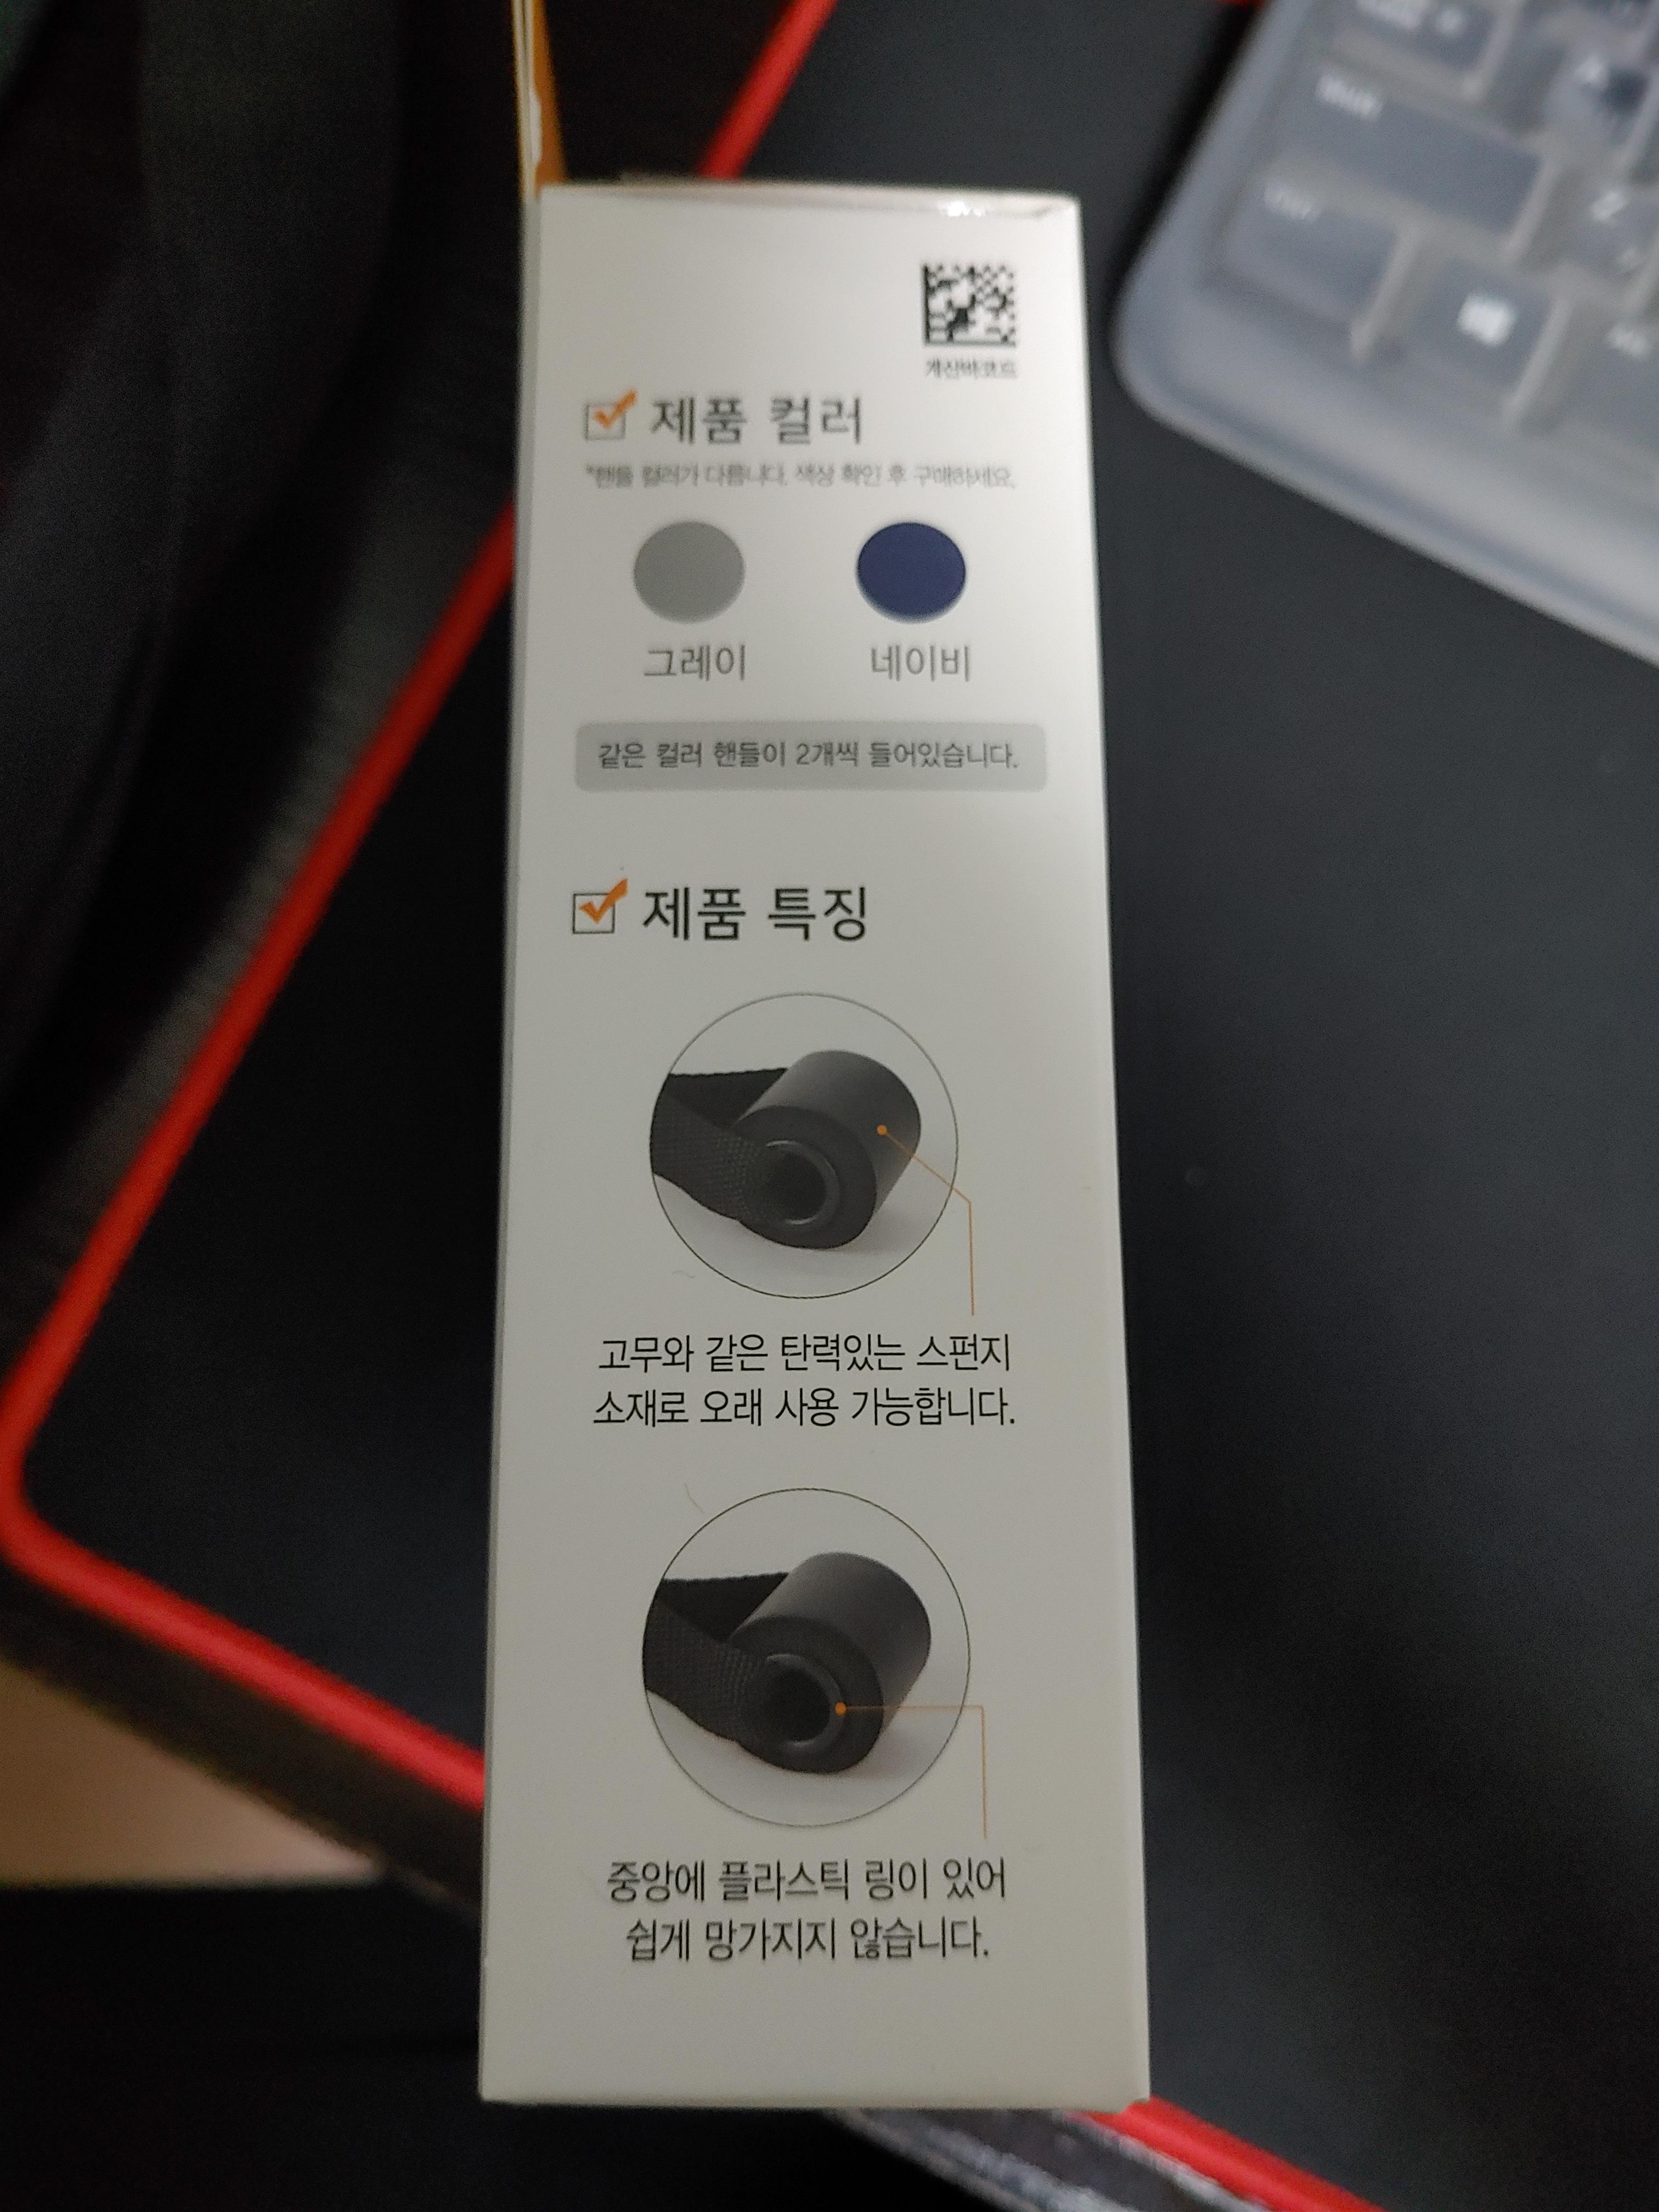 계산바코드
제품 컬러
*핸들 컬러가 다릅니다. 색상 확인 후 구매하세요.
그레이 네이비
같은 컬러 핸들이 2개씩 들어있습니다.
제품 특징
고무와 같은 탄력있는 스펀지
소재로 오래 사용 가능합니다.
중앙에 플라스틱 링이 있어
쉽게 망가지지 않습니다.
Shift